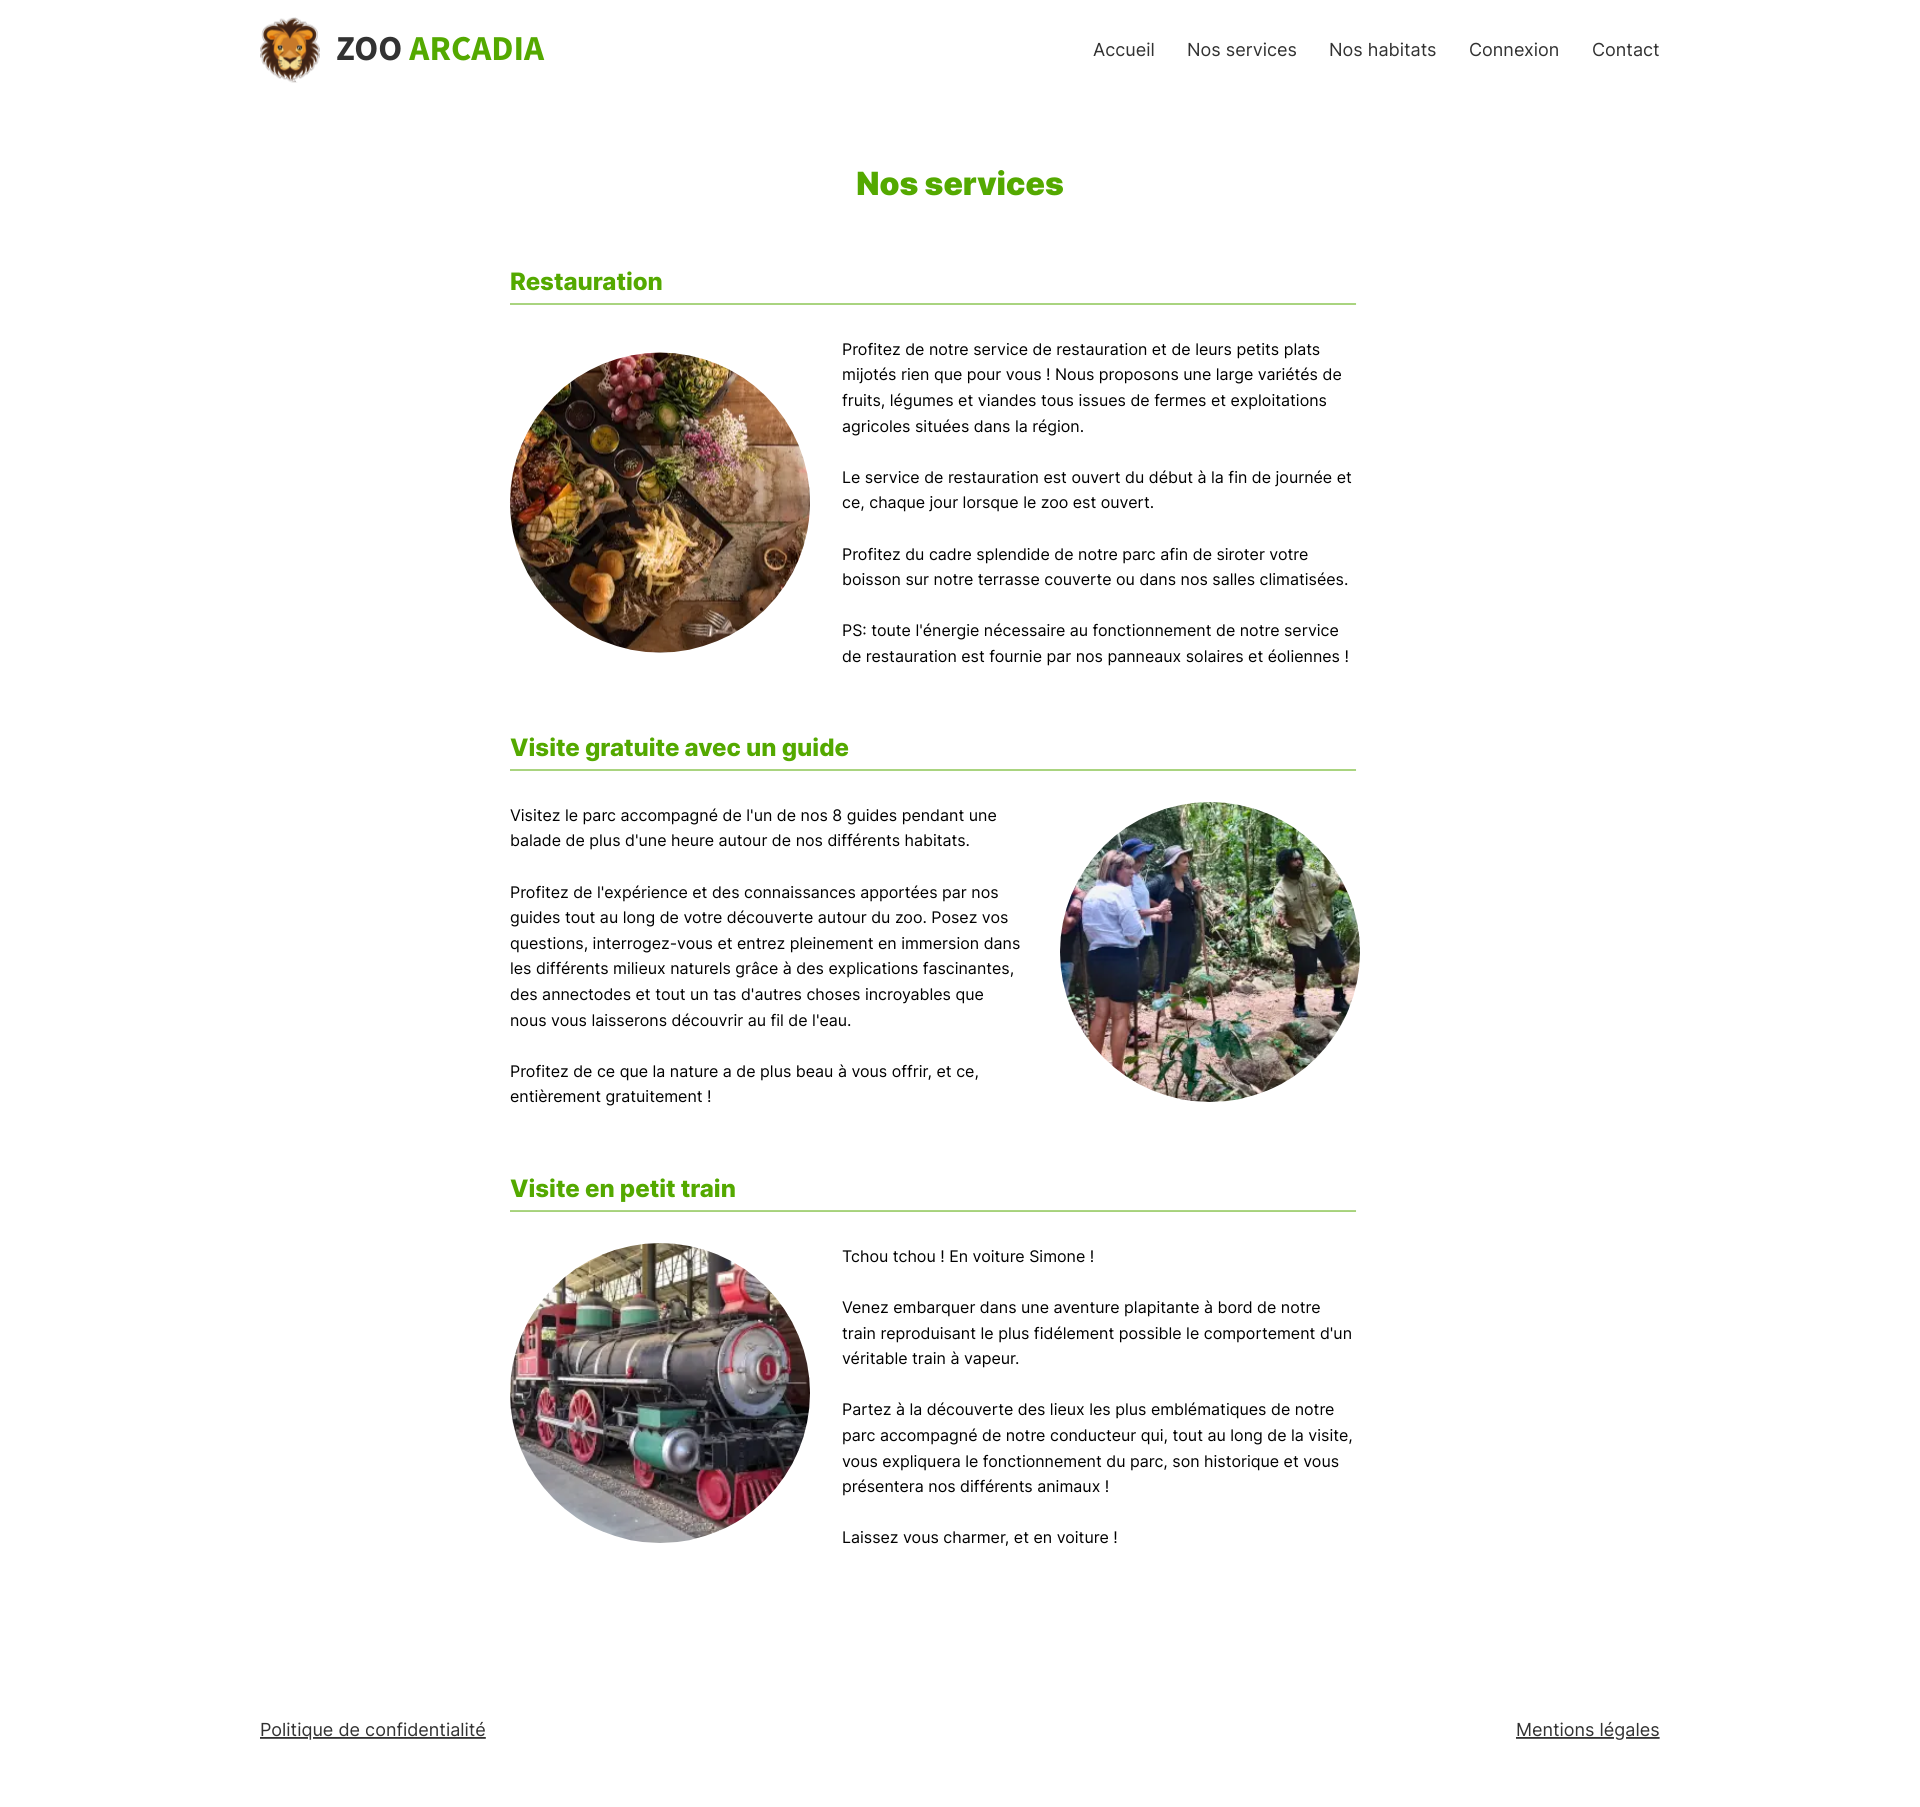 ZOO ARCADIA
Accueil Nos services Nos habitats Connexion Contact
Nos services
Restauration
Profitez de notre service de restauration et de leurs petits plats
mijotés rien que pour vous ! Nous proposons une large variétés de
fruits, légumes et viandes tous issues de fermes et exploitations
agricoles situées dans la région.
Le service de restauration est ouvert du début à la fin de journée et
ce, chaque jour lorsque le zoo est ouvert.
Profitez du cadre splendide de notre parc afin de siroter votre
boisson sur notre terrasse couverte ou dans nos salles climatisées.
PS: toute l'énergie nécessaire au fonctionnement de notre service
de restauration est fournie par nos panneaux solaires et éoliennes !
Visite gratuite avec un guide
Visitez le parc accompagné de l'un de nos 8 guides pendant une
balade de plus d'une heure autour de nos différents habitats.
Profitez de l'expérience et des connaissances apportées par nos
guides tout au long de votre découverte autour du zoo. Posez vos
questions, interrogez-vous et entrez pleinement en immersion dans
les différents milieux naturels grâce à des explications fascinantes,
des annectodes et tout un tas d'autres choses incroyables que
nous vous laisserons découvrir au fil de l'eau.
Profitez de ce que la nature a de plus beau à vous offrir, et ce,
entièrement gratuitement !
Visite en petit train
Tchou tchou ! En voiture Simone !
Venez embarquer dans une aventure plapitante à bord de notre
train reproduisant le plus fidélement possible le comportement d'un
véritable train à vapeur.
Partez à la découverte des lieux les plus emblématiques de notre
parc accompagné de notre conducteur qui, tout au long de la visite,
vous expliquera le fonctionnement du parc, son historique et vous
présentera nos différents animaux !
Laissez vous charmer, et en voiture !
Politique de confidentialité
Mentions légales